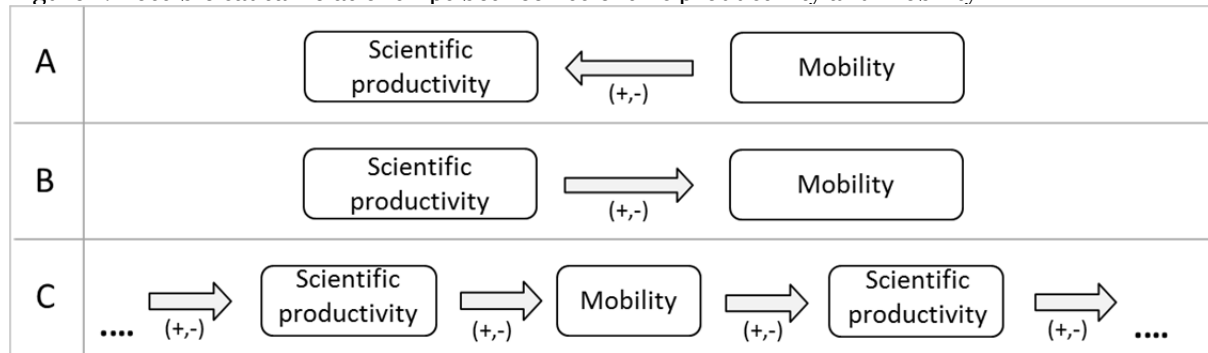 A
Scientific
productivity
(+,-)
Mobility
B
Scientific
productivity
(+,-)
Mobility
C
....
(+,-)
Scientific
productivity
(+,-)
Mobility
(+,-)
Scientific
productivity
(+,-)
....